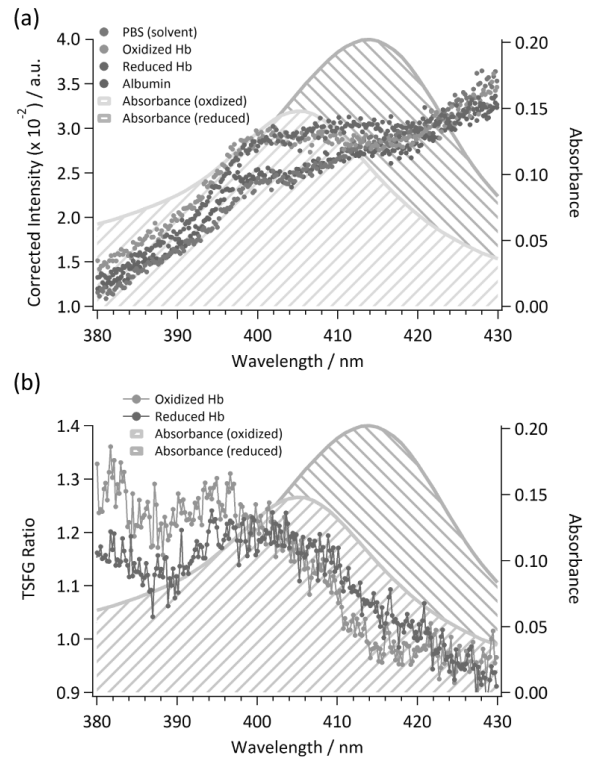 (a)
PBS (solvent)
Oxidized Hb
Reduced Hb
Albumin
Absorbance (oxdized)
Absorbance (reduced)
Corrected Intensity (x 10⁻²) / a.u.
4.0
3.5
3.0
2.5
2.0
1.5
1.0
0.20
0.15
0.10
0.05
0.00
Absorbance
380
390
400
410
420
430
Wavelength / nm
(b)
Oxidized Hb
Reduced Hb
Absorbance (oxidized)
Absorbance (reduced)
TSFG Ratio
1.4
1.3
1.2
1.1
1.0
0.9
0.20
0.15
0.10
0.05
0.00
Absorbance
380
390
400
410
420
430
Wavelength / nm